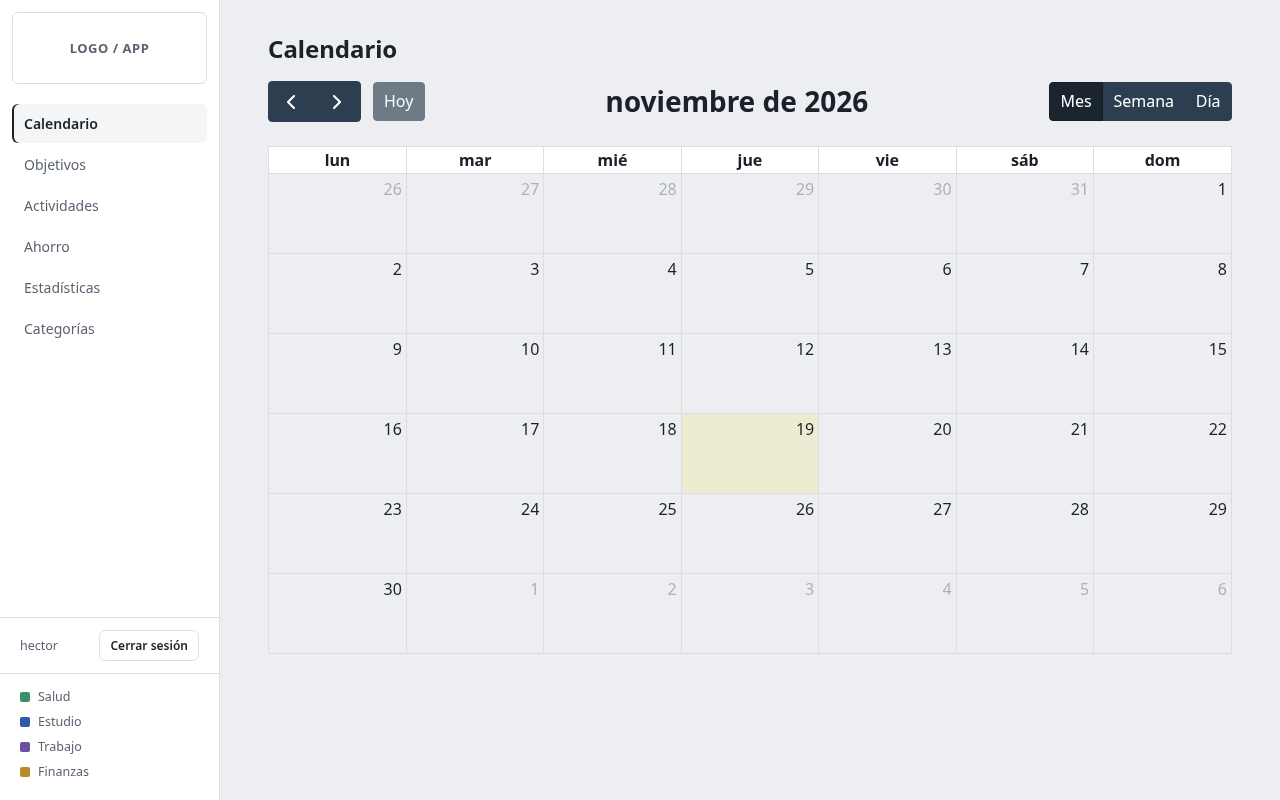 LOGO / APP
Calendario
Objetivos
Actividades
Ahorro
Estadísticas
Categorías
hector
Cerrar sesión
Salud
Estudio
Trabajo
Finanzas
Calendario
Hoy
noviembre de 2026
Mes Semana Día
lun mar mié jue vie sáb dom
26 27 28 29 30 31 1
2 3 4 5 6 7 8
9 10 11 12 13 14 15
16 17 18 19 20 21 22
23 24 25 26 27 28 29
30 1 2 3 4 5 6